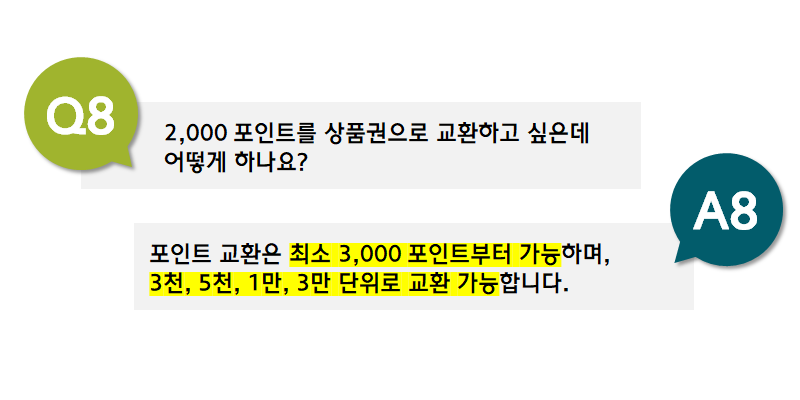 Q8
2,000 포인트를 상품권으로 교환하고 싶은데
어떻게 하나요?
A8
포인트 교환은 최소 3,000 포인트부터 가능하며,
3천, 5천, 1만, 3만 단위로 교환 가능합니다.